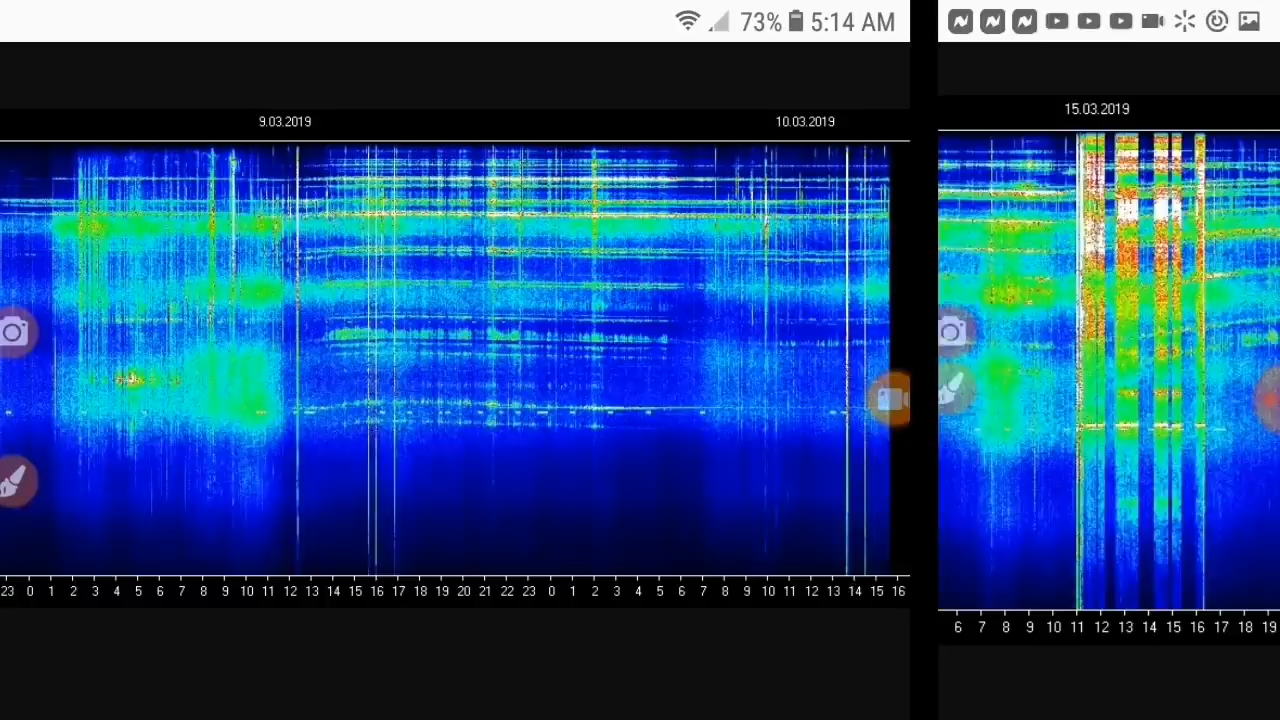 73% 5:14 AM
9.03.2019 10.03.2019
23 0 1 2 3 4 5 6 7 8 9 10 11 12 13 14 15 16 17 18 19 20 21 22 23 0 1 2 3 4 5 6 7 8 9 10 11 12 13 14 15 16
15.03.2019
6 7 8 9 10 11 12 13 14 15 16 17 18 19